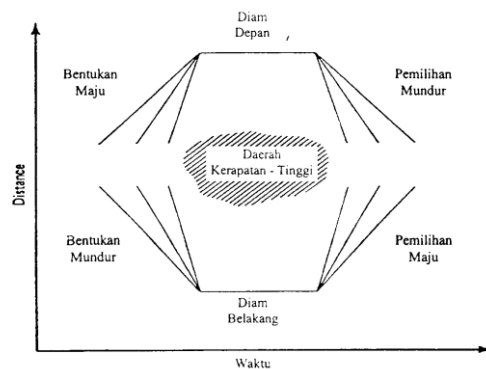 Diam
Depan
Bentukan
Maju
Pemilihan
Mundur
Daerah
Kerapatan - Tinggi
Distance
Bentukan
Mundur
Pemilihan
Maju
Diam
Belakang
Waktu